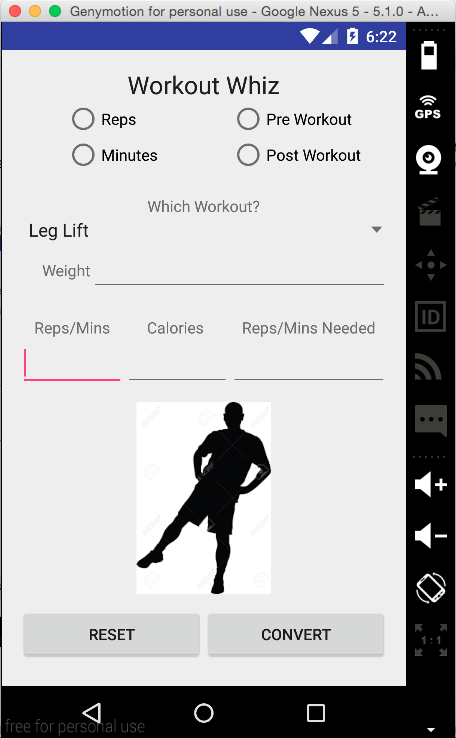 Genymotion for personal use - Google Nexus 5 - 5.1.0 - A...
6:22
Workout Whiz
Reps
Pre Workout
Minutes
Post Workout
Which Workout?
Leg Lift
Weight
Reps/Mins Calories Reps/Mins Needed
RESET CONVERT
GPS
ID
1:1
free for personal use